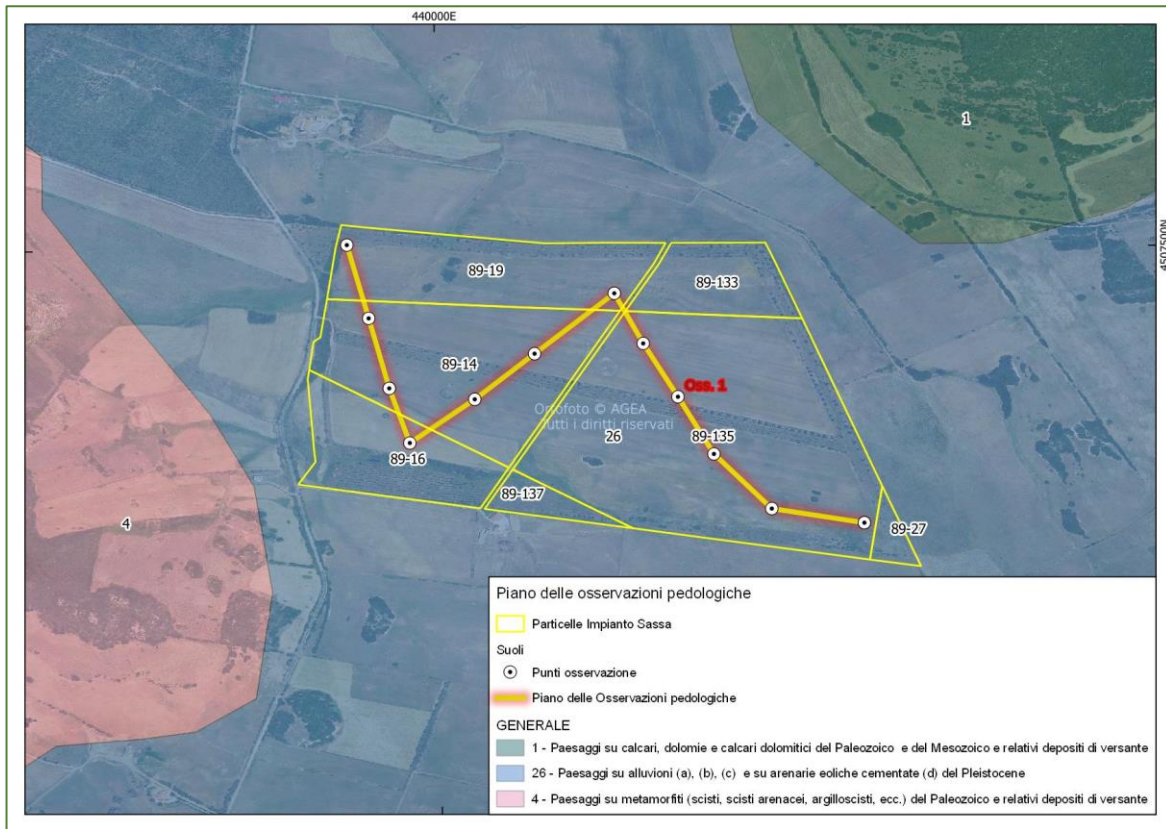 440000E
1
4507500N
89-19
89-133
89-14
Oss. 1
Ortofoto © AGEA
Tutti i diritti riservati
26
89-135
89-16
89-137
89-27
4
Piano delle osservazioni pedologiche
Particelle Impianto Sassa
Suoli
Punti osservazione
Piano delle Osservazioni pedologiche
GENERALE
1 - Paesaggi su calcari, dolomie e calcari dolomitici del Paleozoico e del Mesozoico e relativi depositi di versante
26 - Paesaggi su alluvioni (a), (b), (c) e su arenarie eoliche cementate (d) del Pleistocene
4 - Paesaggi su metamorfiti (scisti, scisti arenacei, argilloscisti, ecc.) del Paleozoico e relativi depositi di versante